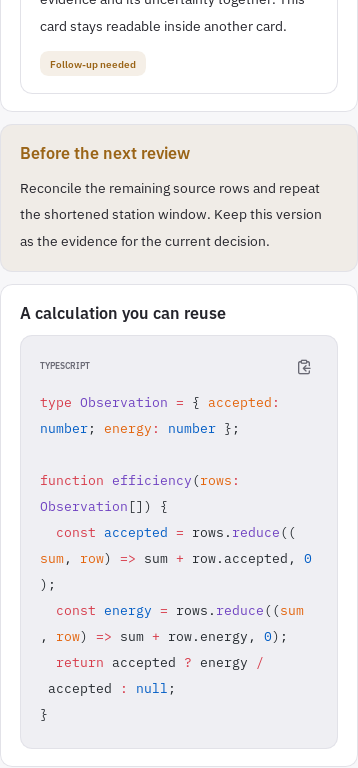 evidence and its uncertainty together. This
card stays readable inside another card.
Follow-up needed
Before the next review
Reconcile the remaining source rows and repeat
the shortened station window. Keep this version
as the evidence for the current decision.
A calculation you can reuse
TYPESCRIPT
type Observation = { accepted:
number; energy: number };
function efficiency(rows:
Observation[]) {
  const accepted = rows.reduce((
sum, row) => sum + row.accepted, 0
);
  const energy = rows.reduce((sum
, row) => sum + row.energy, 0);
  return accepted ? energy /
 accepted : null;
}